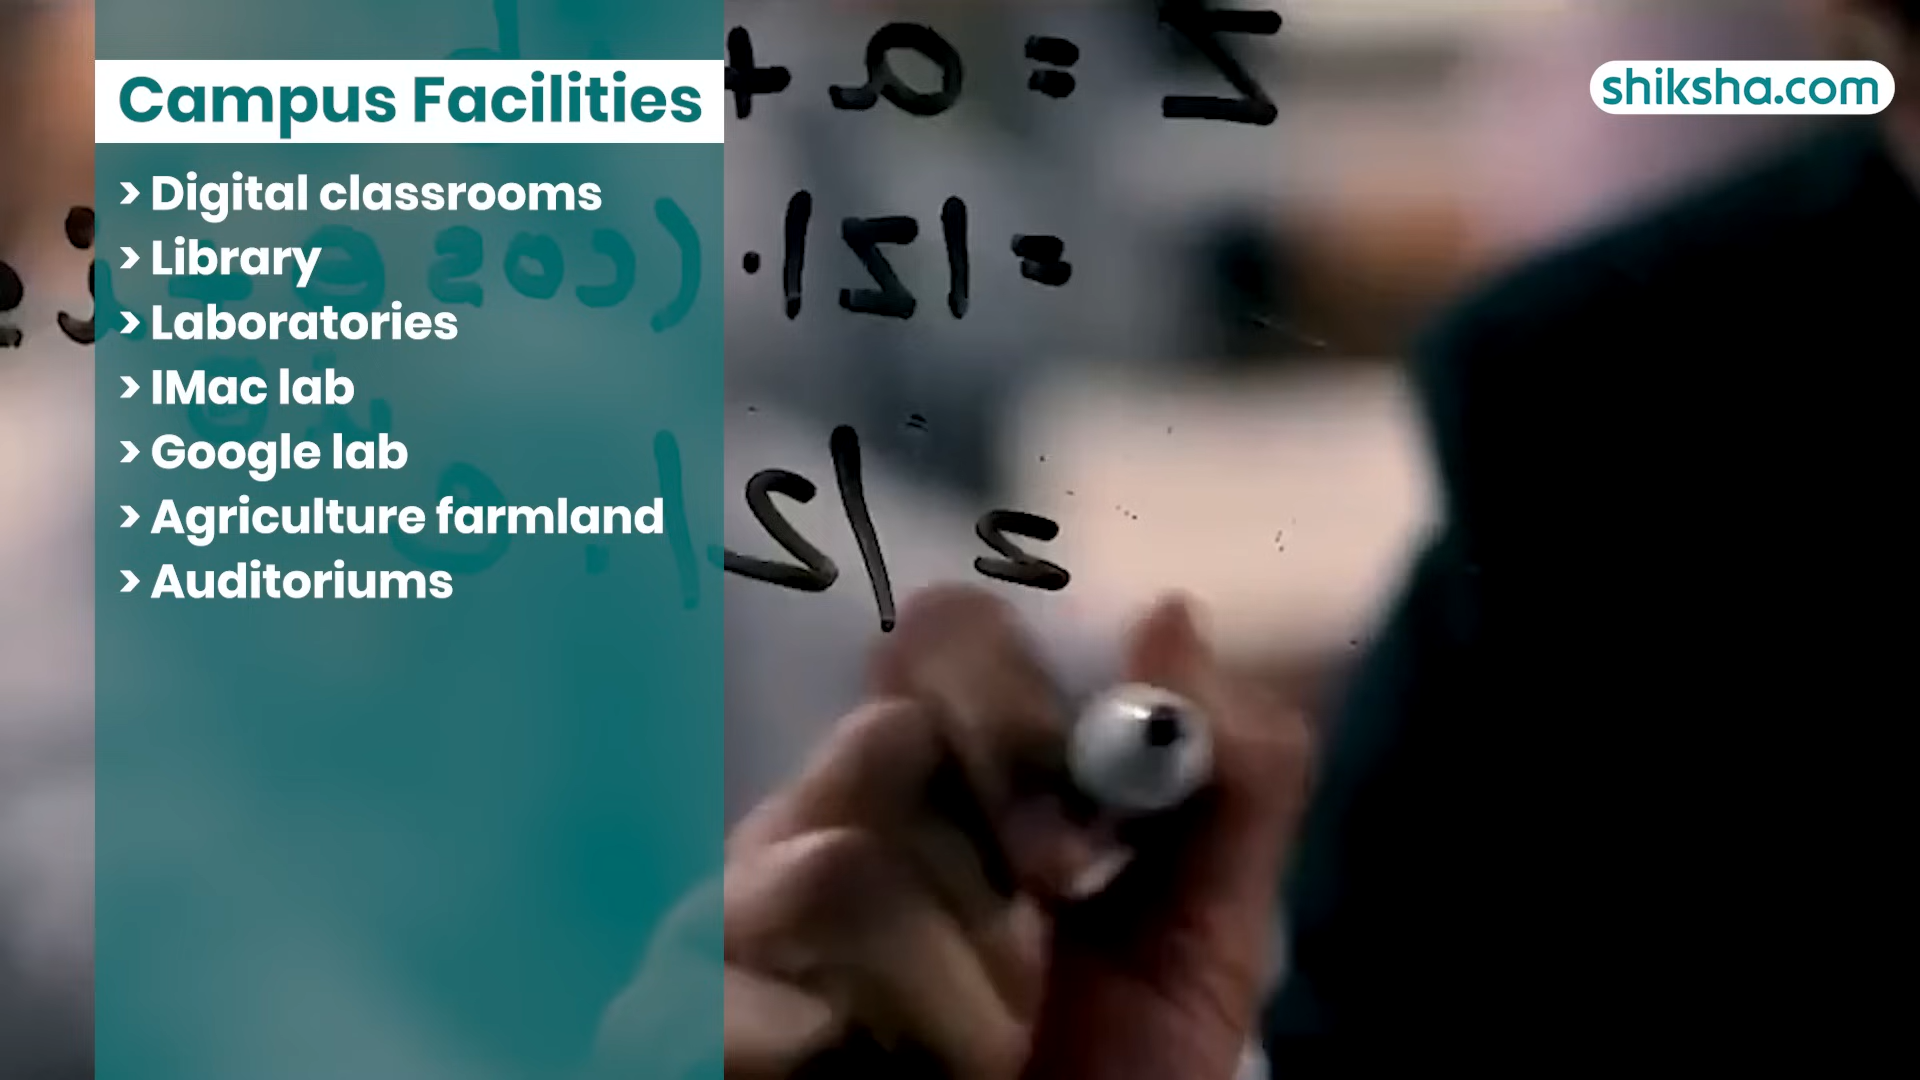 Campus Facilities
> Digital classrooms
> Library
> Laboratories
> IMac lab
> Google lab
> Agriculture farmland
> Auditoriums
shiksha.com